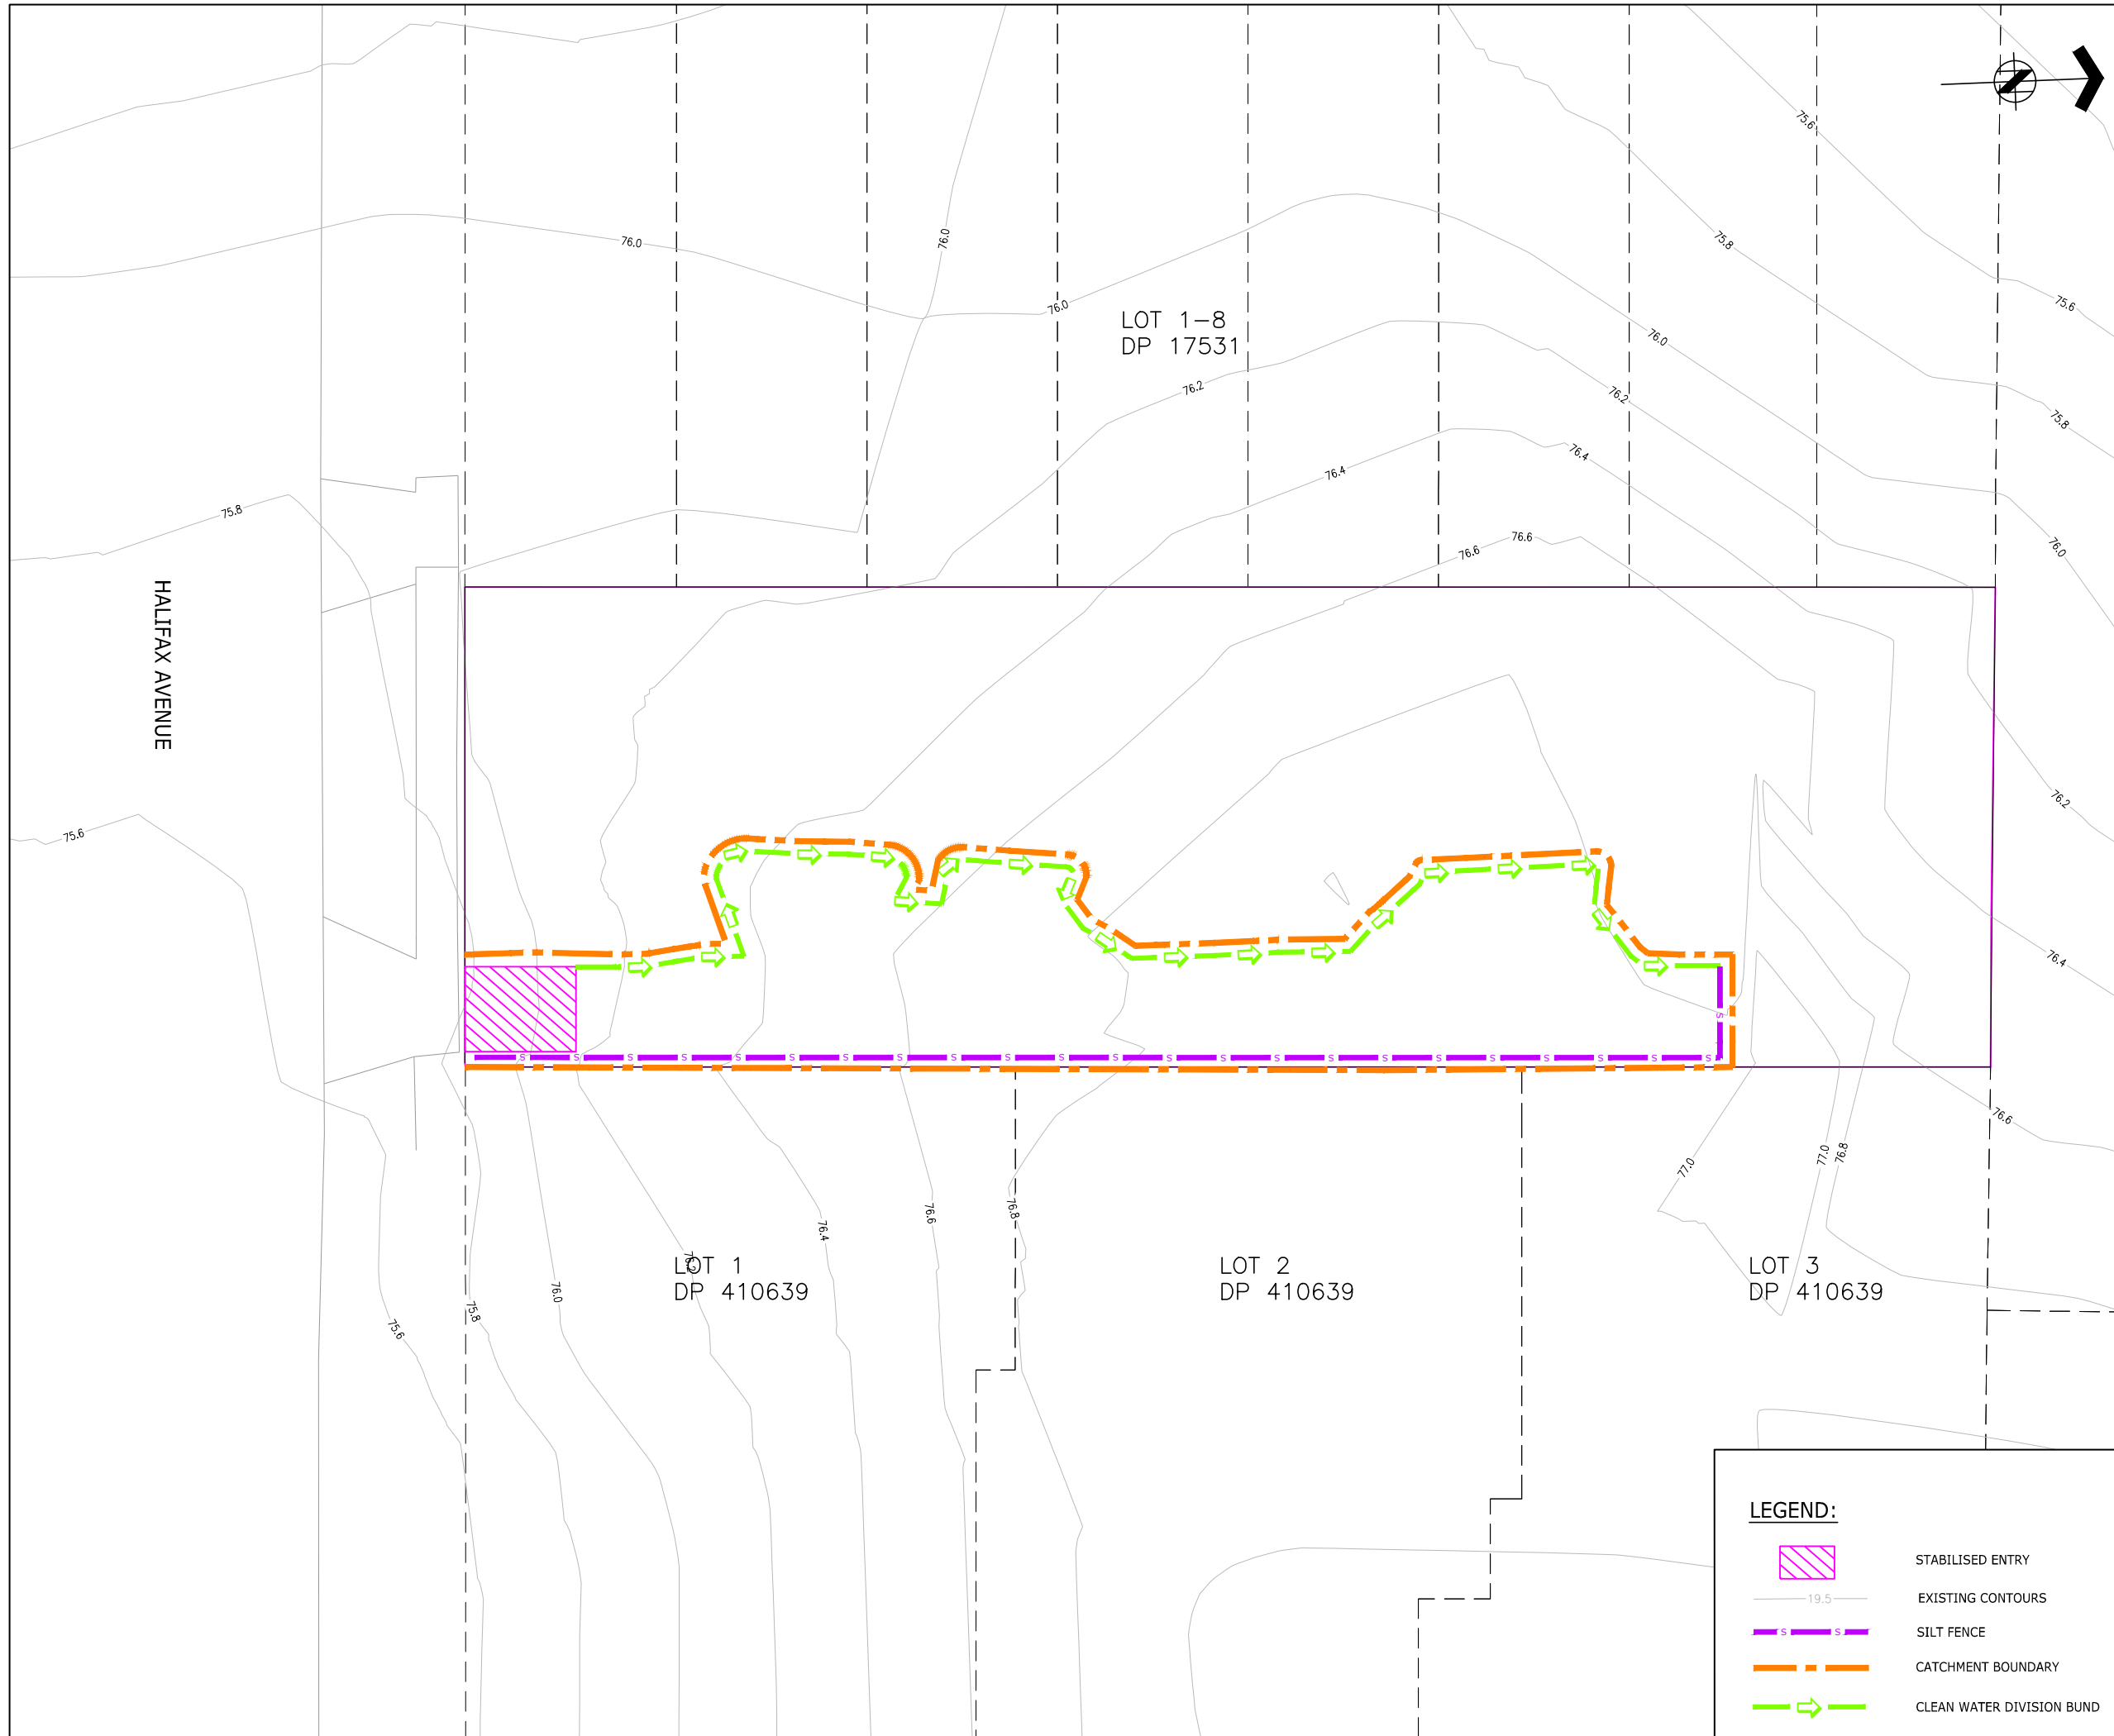 75.6
76.0
76.0
75.8
75.6
76.0
LOT 1-8
DP 17531
76.0
76.2
76.2
75.8
76.4
76.4
75.8
76.6
76.6
76.0
HALIFAX AVENUE
75.6
76.2
76.4
S S S S S S S S S S S S S S S S S S S S S S S
S
76.6
77.0
77.0
76.8
76.4
76.6
76.8
76.2
LOT 1
DP 410639
LOT 2
DP 410639
LOT 3
DP 410639
76.0
75.8
75.6
LEGEND:
STABILISED ENTRY
19.5
EXISTING CONTOURS
S S
SILT FENCE
CATCHMENT BOUNDARY
CLEAN WATER DIVISION BUND